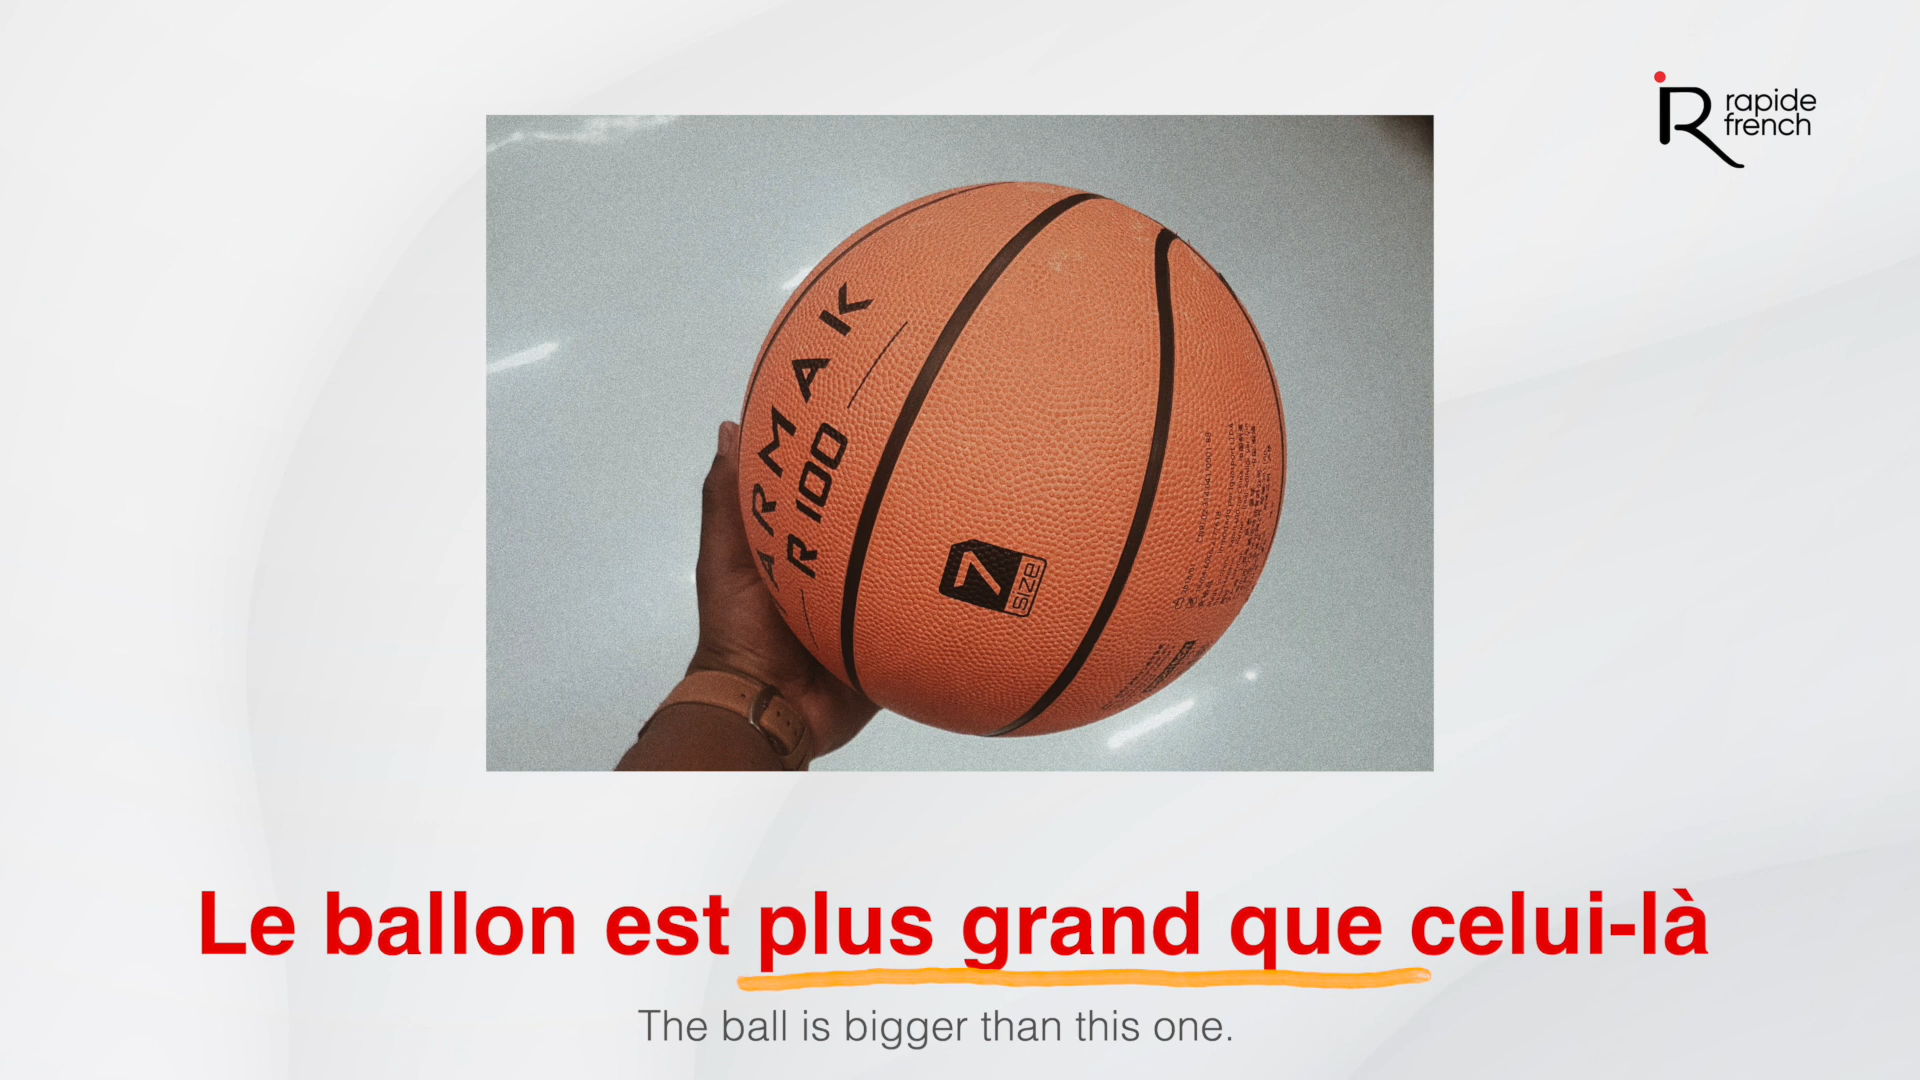 rapide
french
ARMAK
R 100
7
size
Le ballon est plus grand que celui-là
The ball is bigger than this one.